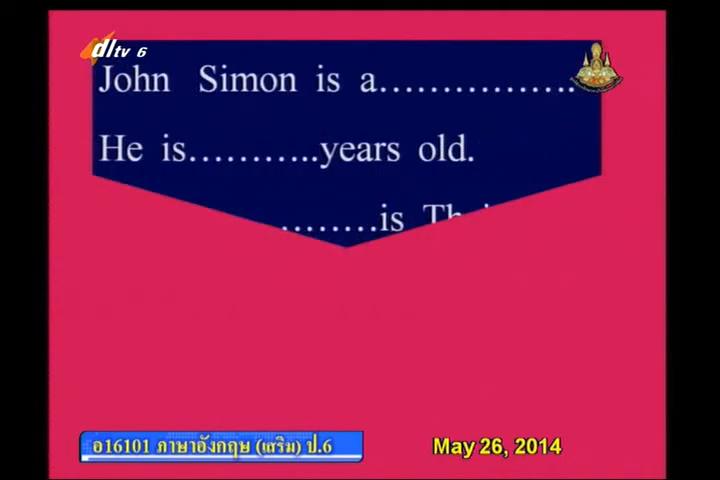 dltv 6
John Simon is a................
He is...........years old.
.........is
อ16101 ภาษาอังกฤษ (เสริม) ป.6
May 26, 2014